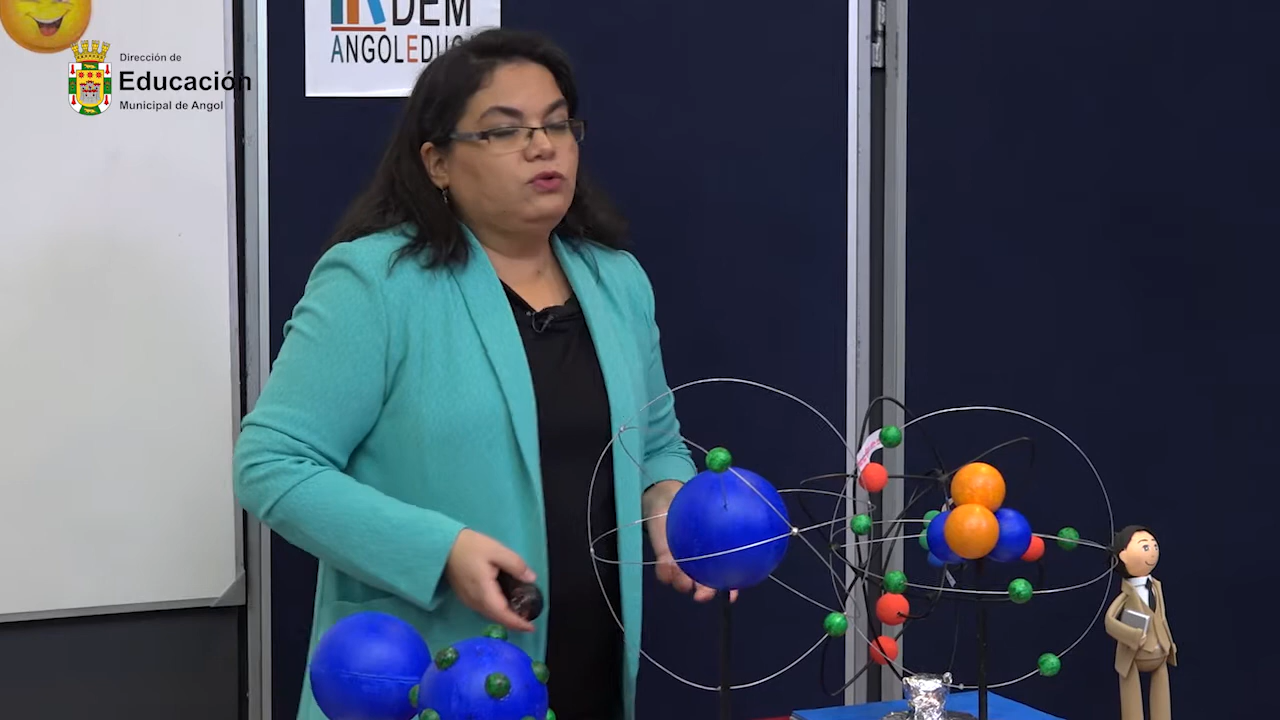 DEM
ANGOLEDUC
Dirección de
Educación
Municipal de Angol